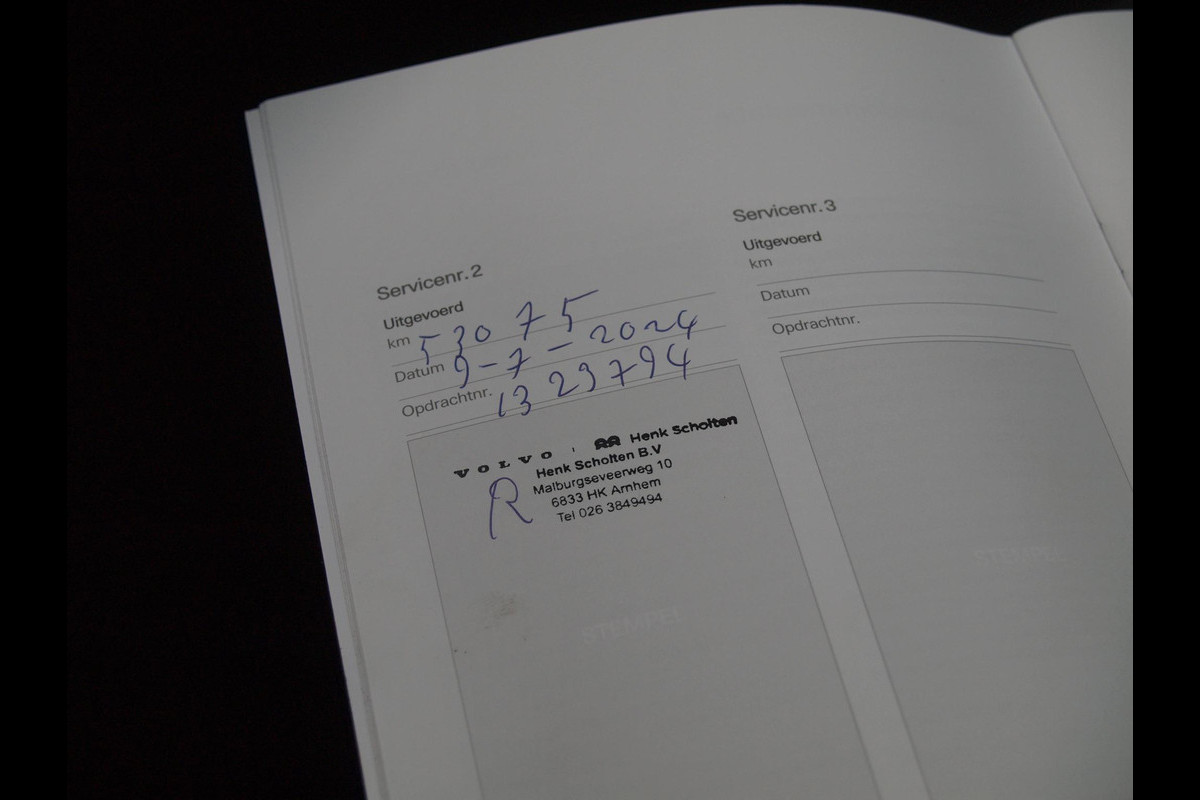 Servicenr. 2
Uitgevoerd
km 53075
Datum 9-7-2024
Opdrachtnr. 1323794
VOLVO Henk Scholten
Henk Scholten B.V
Malburgseveerweg 10
6833 HK Arnhem
Tel 026 3849494
R
STEMPEL
Servicenr. 3
Uitgevoerd
km
Datum
Opdrachtnr.
STEMPEL